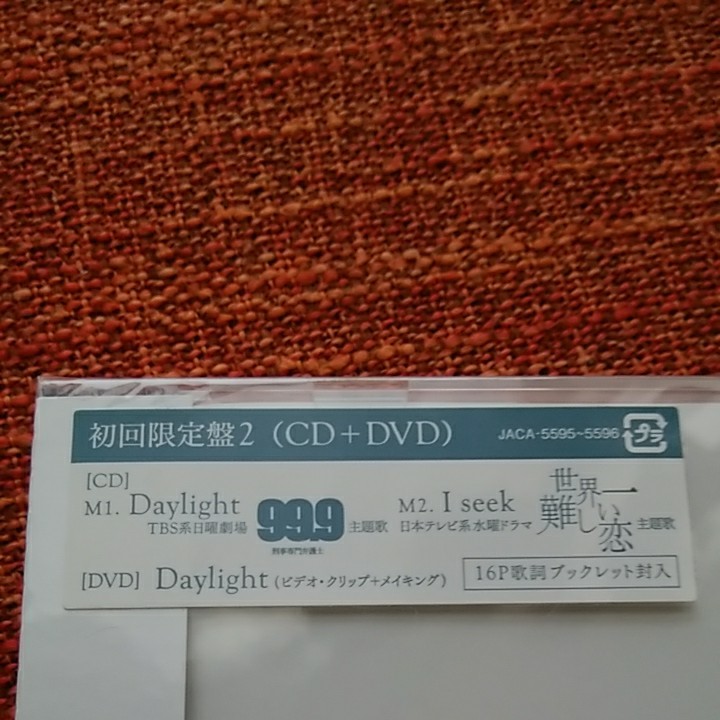 初回限定盤2（CD＋DVD） JACA-5595~5596 プラ
[CD]
M1. Daylight
TBS系日曜劇場 99.9 主題歌
刑事専門弁護士
M2. I seek
日本テレビ系水曜ドラマ 世界一難しい恋 主題歌
[DVD] Daylight（ビデオ・クリップ+メイキング） 16P歌詞ブックレット封入